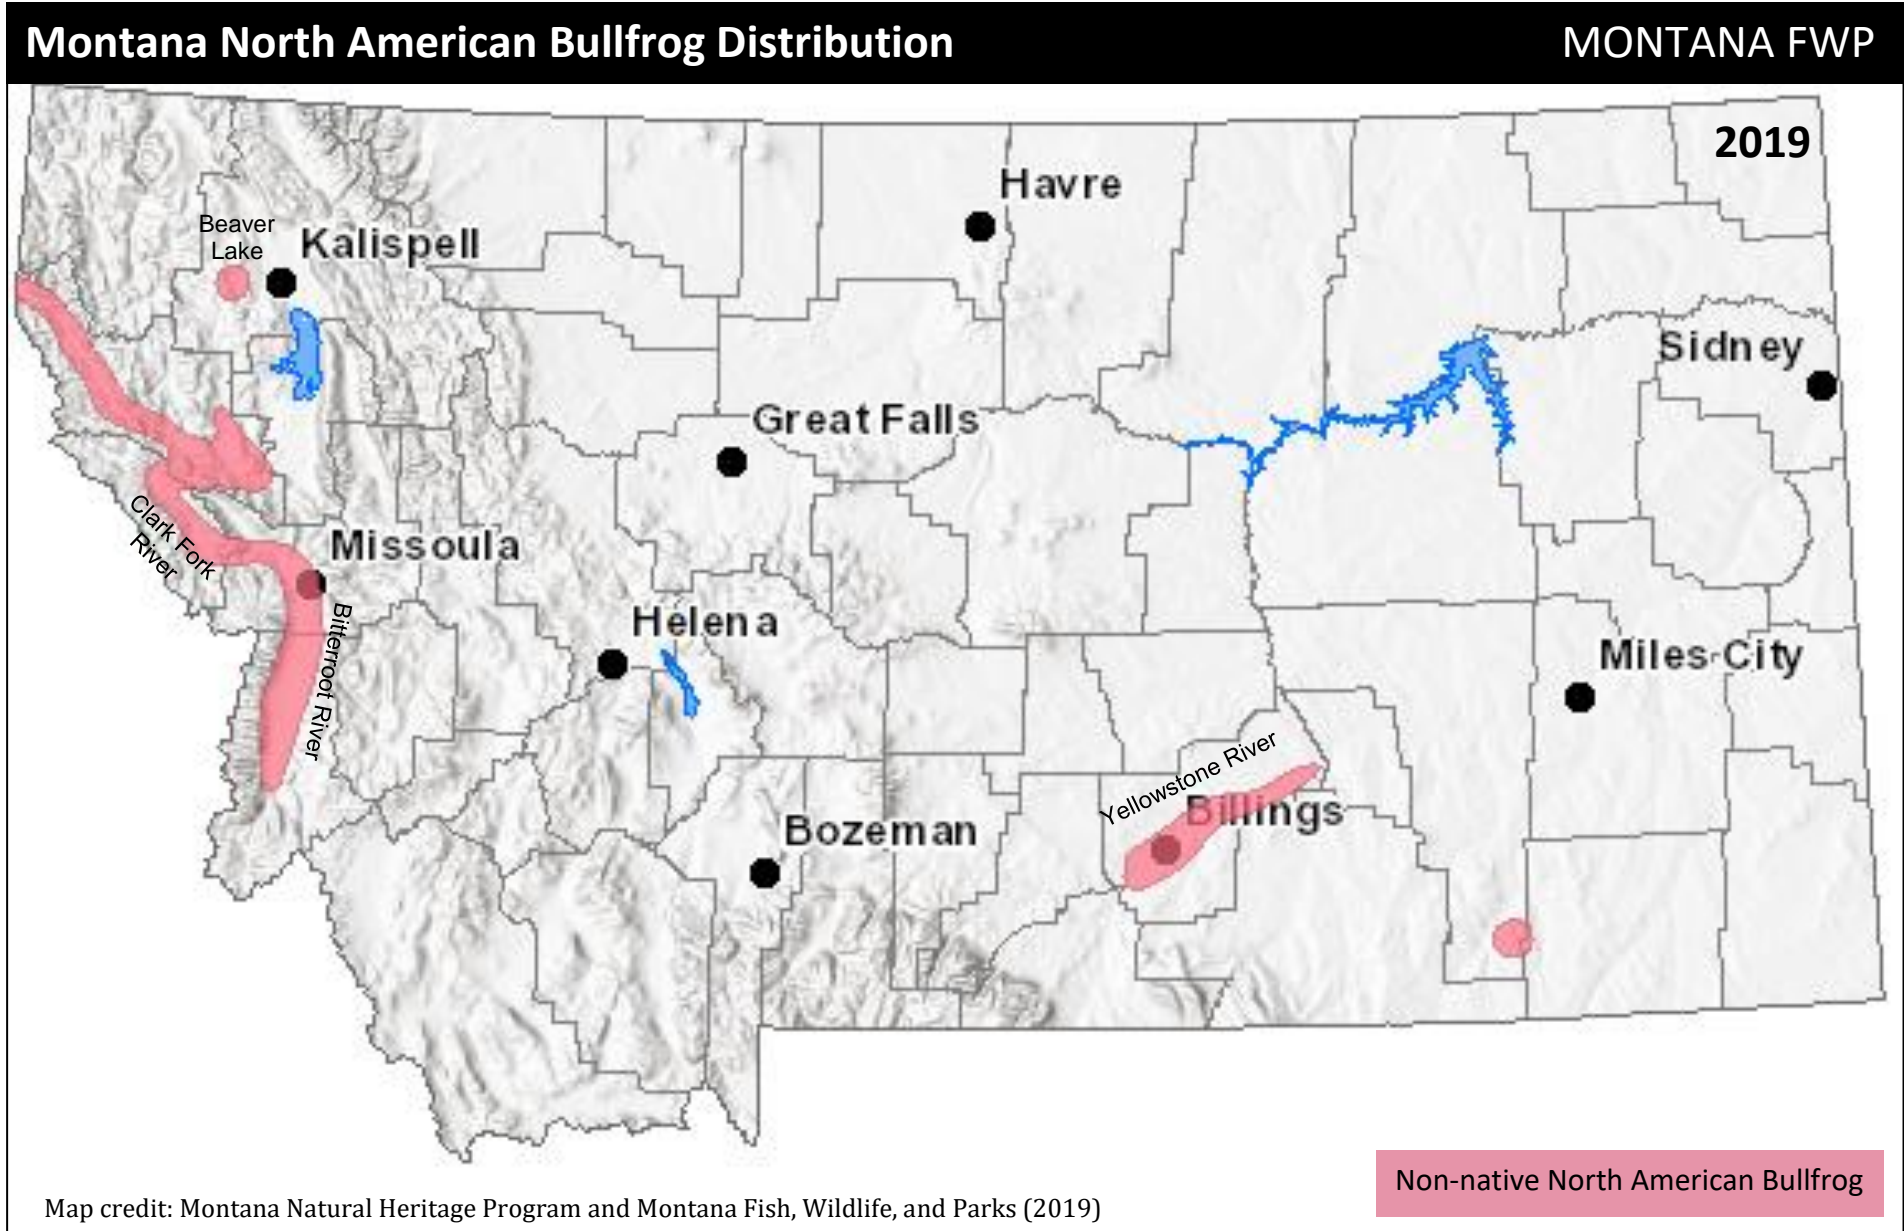 Montana North American Bullfrog Distribution
MONTANA FWP
2019
Havre
Beaver
Lake
Kalispell
Sidney
Great Falls
Clark Fork
River
Missoula
Bitterroot River
Helena
Miles City
Yellowstone River
Billings
Bozeman
Non-native North American Bullfrog
Map credit: Montana Natural Heritage Program and Montana Fish, Wildlife, and Parks (2019)